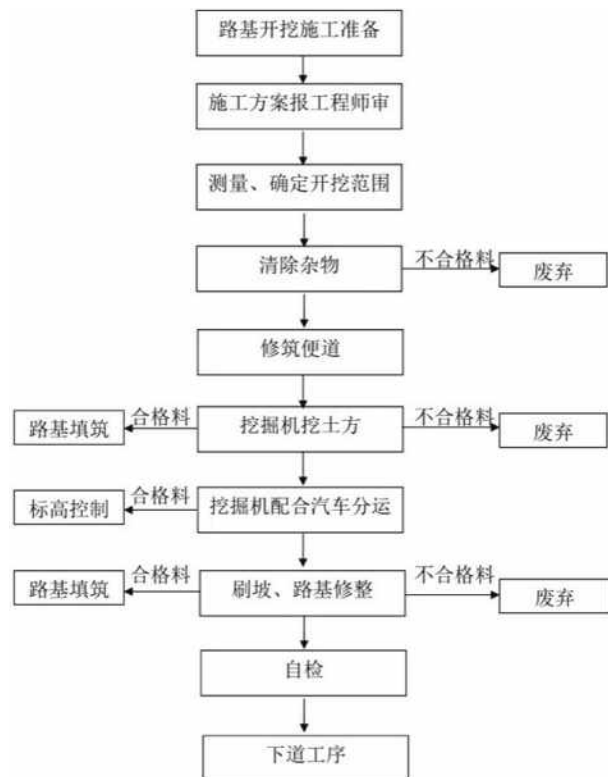 路基开挖施工准备
施工方案报工程师审
测量、确定开挖范围
清除杂物
不合格料
废弃
修筑便道
路基填筑
合格料
挖掘机挖土方
不合格料
废弃
标高控制
合格料
挖掘机配合汽车分运
路基填筑
合格料
刷坡、路基修整
不合格料
废弃
自检
下道工序